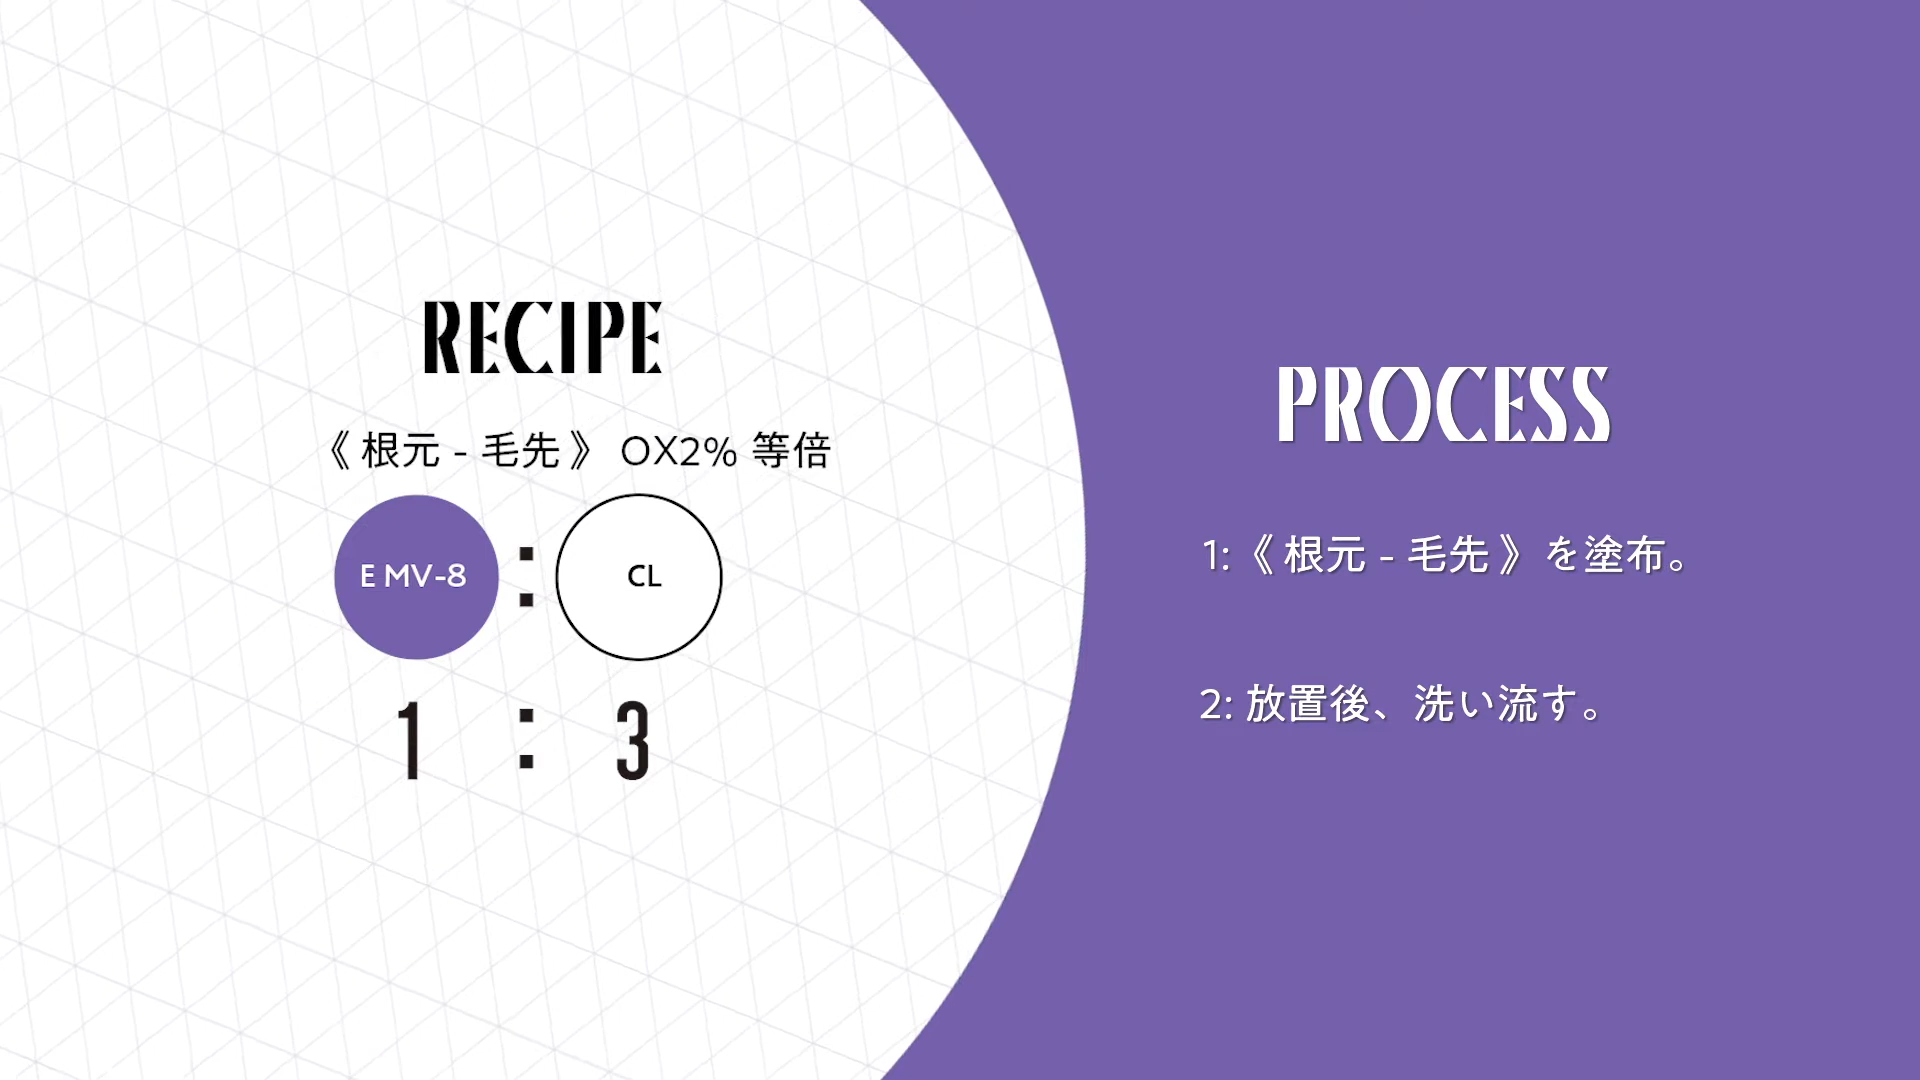 RECIPE
《 根元 - 毛先 》 OX2% 等倍
E MV-8 : CL
1 : 3
PROCESS
1:《 根元 - 毛先 》 を塗布。
2: 放置後、洗い流す。